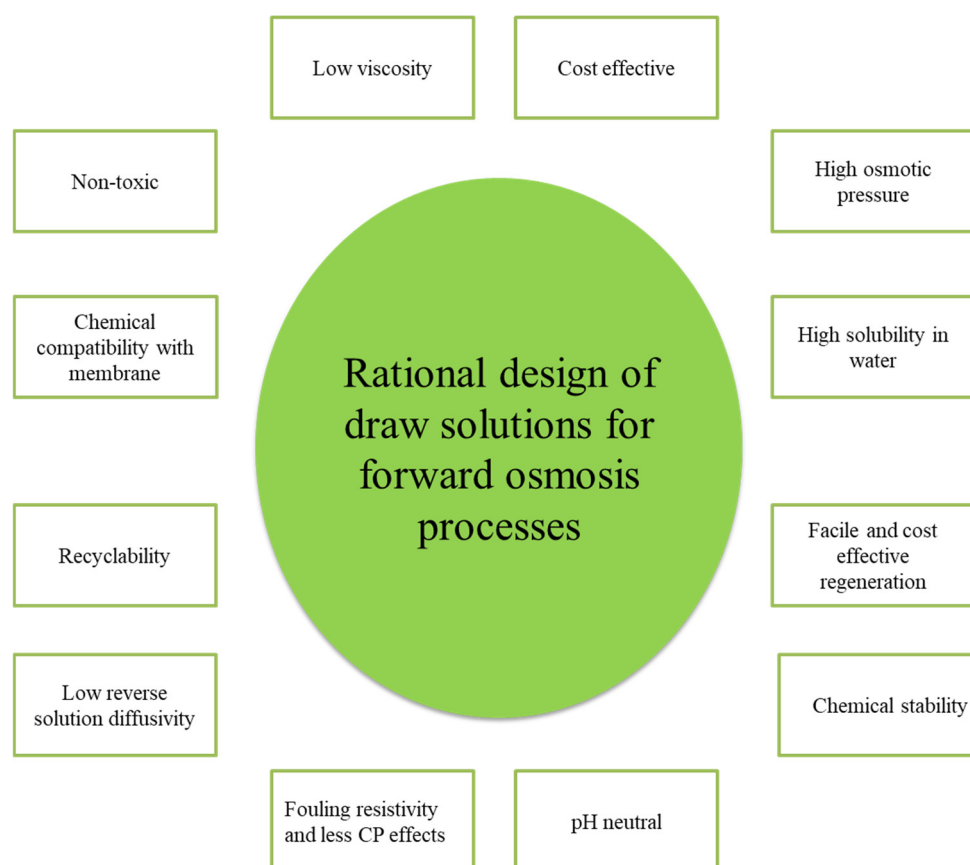 Low viscosity
Cost effective
Non-toxic
High osmotic
pressure
Chemical
compatibility with
membrane
High solubility in
water
Rational design of
draw solutions for
forward osmosis
processes
Recyclability
Facile and cost
effective
regeneration
Low reverse
solution diffusivity
Chemical stability
Fouling resistivity
and less CP effects
pH neutral